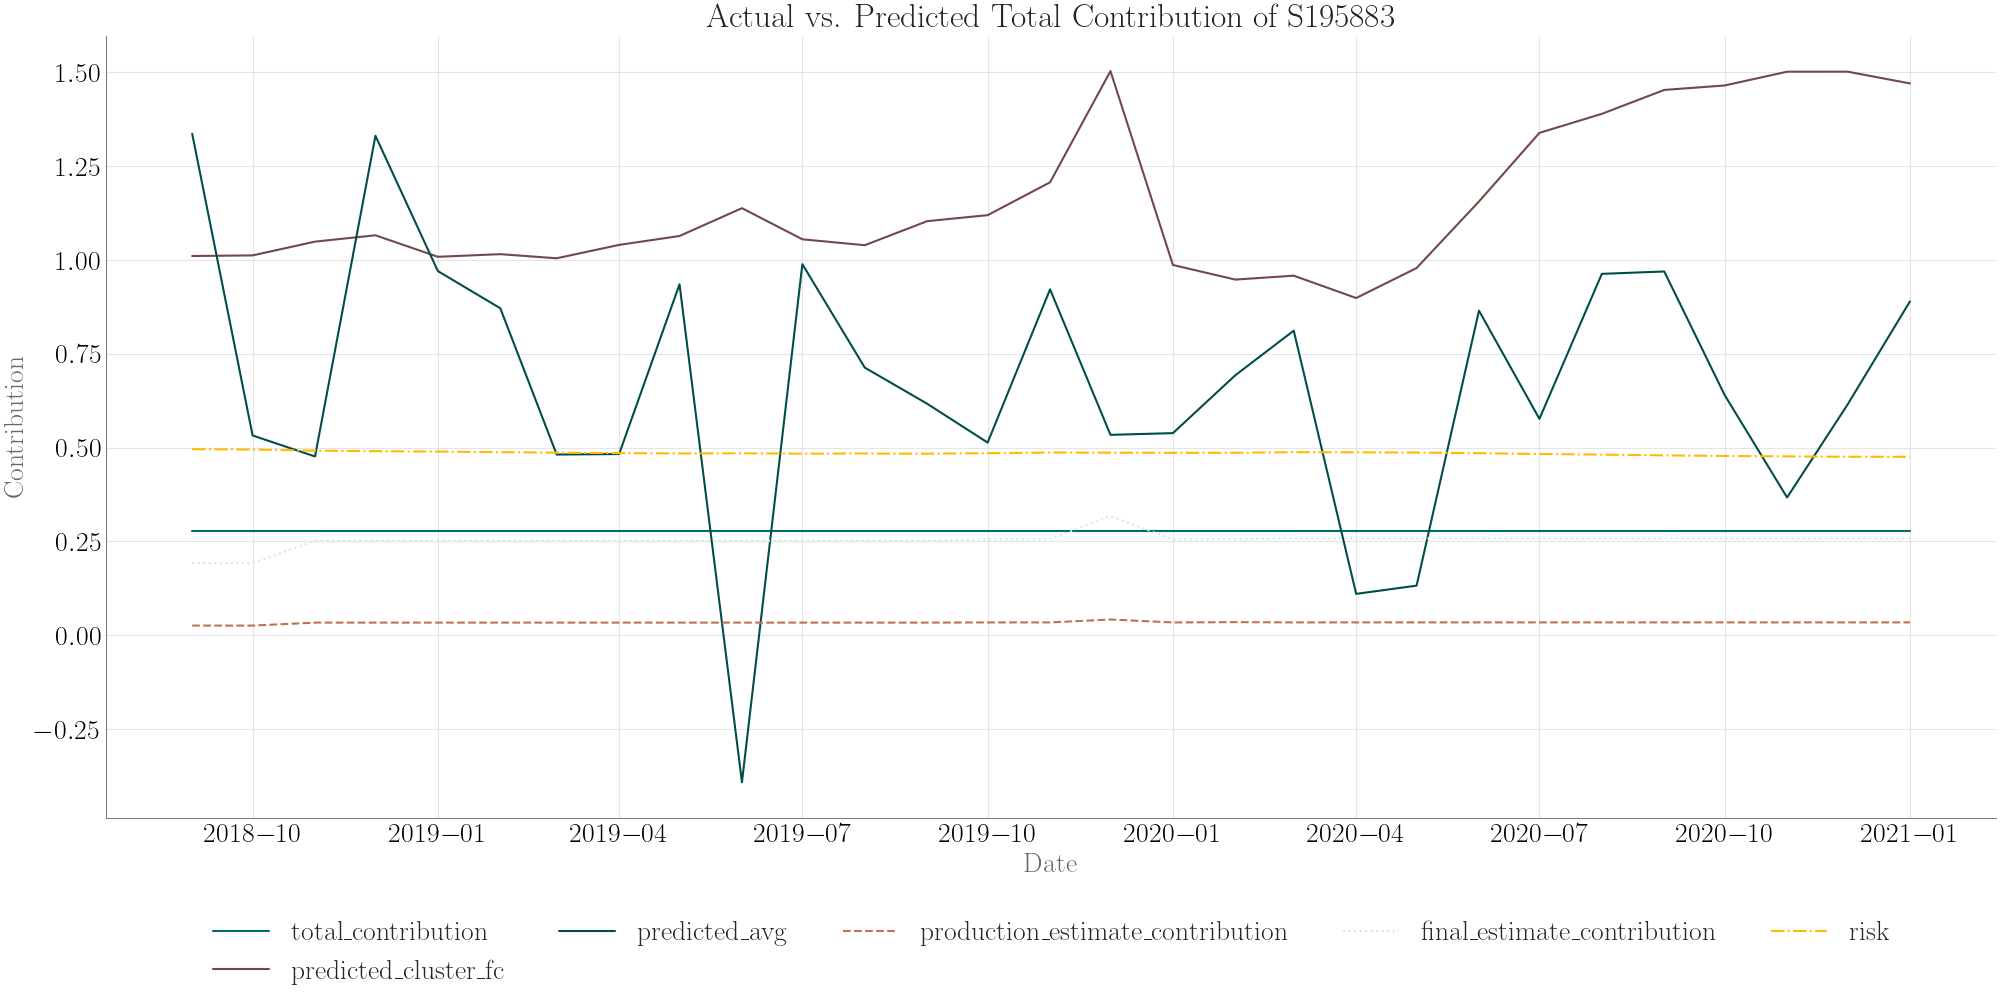 Actual vs. Predicted Total Contribution of S195883
1.50
1.25
1.00
0.75
0.50
0.25
0.00
−0.25
Contribution
2018−10 2019−01 2019−04 2019−07 2019−10 2020−01 2020−04 2020−07 2020−10 2021−01
Date
total_contribution predicted_avg production_estimate_contribution final_estimate_contribution risk
predicted_cluster_fc